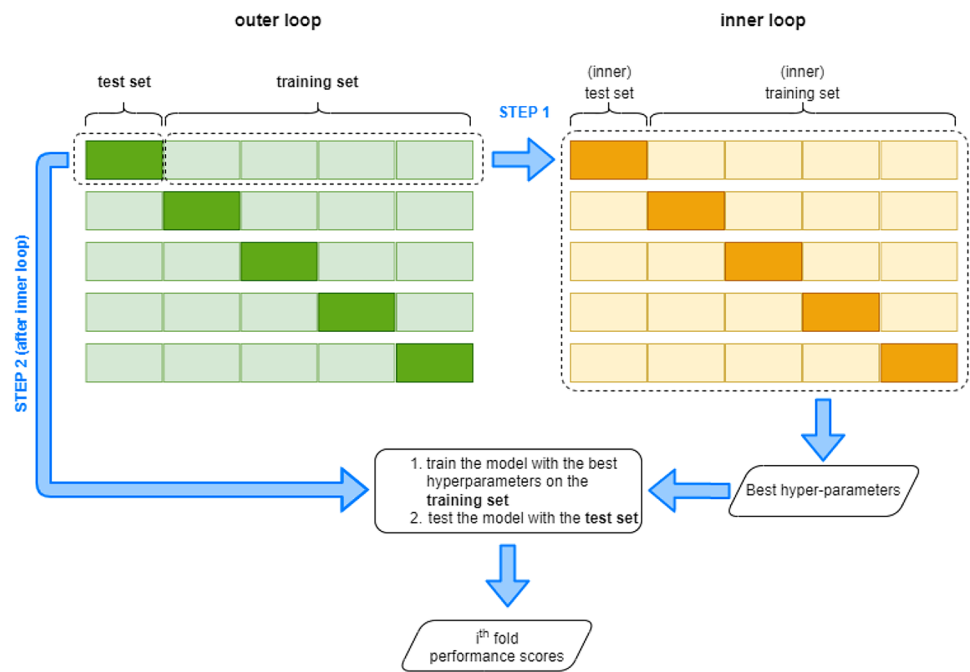 outer loop
inner loop
test set
training set
(inner)
test set
(inner)
training set
STEP 1
STEP 2 (after inner loop)
1. train the model with the best
hyperparameters on the
training set
2. test the model with the test set
Best hyper-parameters
iᵗʰ fold
performance scores